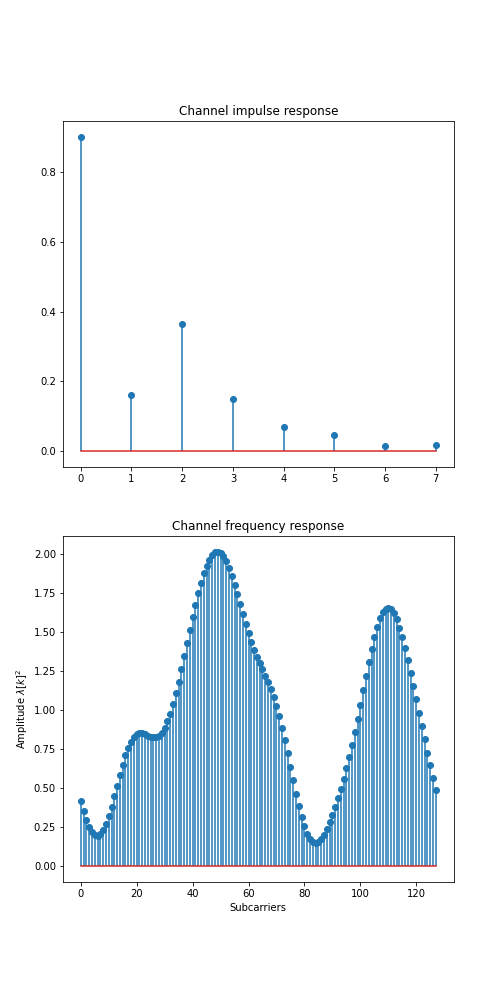 Channel impulse response
0.8
0.6
0.4
0.2
0.0
0 1 2 3 4 5 6 7
Channel frequency response
2.00
1.75
1.50
1.25
1.00
0.75
0.50
0.25
0.00
Amplitude λ[k]²
0 20 40 60 80 100 120
Subcarriers